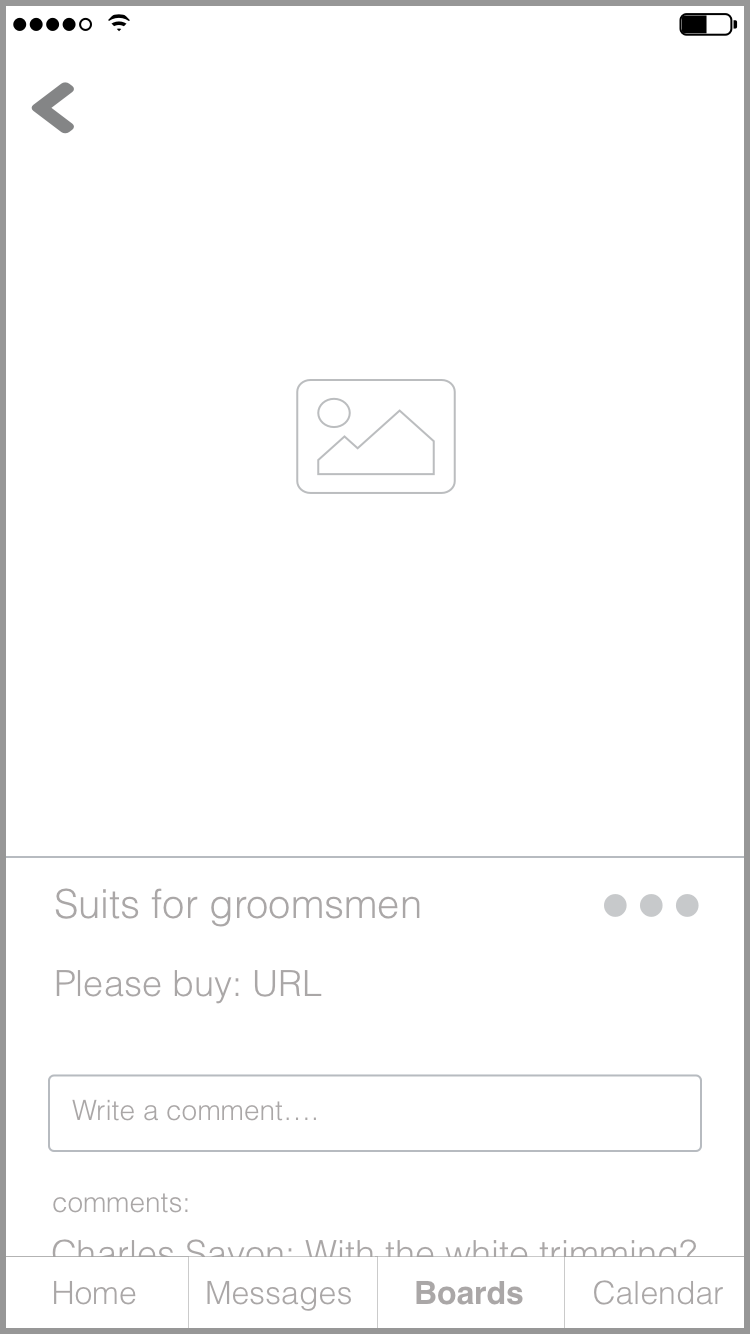 Suits for groomsmen
Please buy: URL
Write a comment....
comments:
Charles Savon: With the white trimming?
Home
Messages
Boards
Calendar